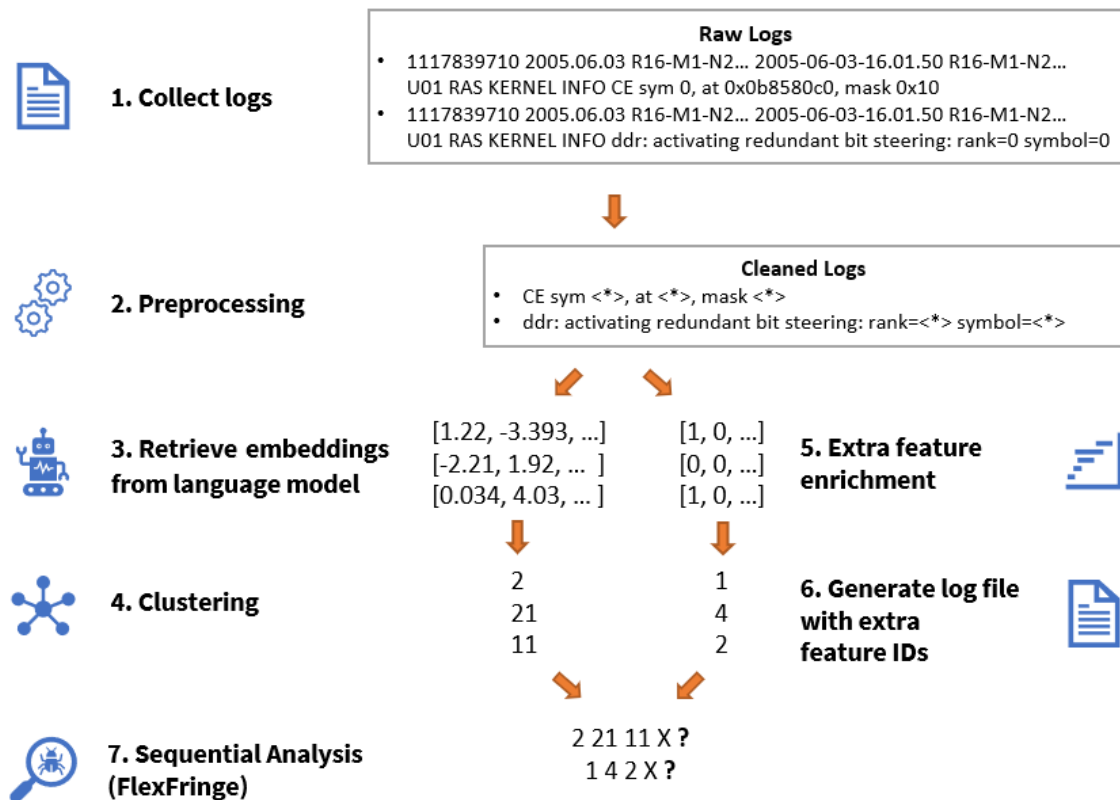 Raw Logs
• 1117839710 2005.06.03 R16-M1-N2... 2005-06-03-16.01.50 R16-M1-N2...
U01 RAS KERNEL INFO CE sym 0, at 0x0b8580c0, mask 0x10
• 1117839710 2005.06.03 R16-M1-N2... 2005-06-03-16.01.50 R16-M1-N2...
U01 RAS KERNEL INFO ddr: activating redundant bit steering: rank=0 symbol=0
1. Collect logs
Cleaned Logs
• CE sym <*>, at <*>, mask <*>
• ddr: activating redundant bit steering: rank=<*> symbol=<*>
2. Preprocessing
3. Retrieve embeddings
from language model
[1.22, -3.393, ...]
[-2.21, 1.92, ... ]
[0.034, 4.03, ... ]
[1, 0, ...]
[0, 0, ...]
[1, 0, ...]
5. Extra feature
enrichment
4. Clustering
2
21
11
1
4
2
6. Generate log file
with extra
feature IDs
7. Sequential Analysis
(FlexFringe)
2 21 11 X ?
1 4 2 X ?